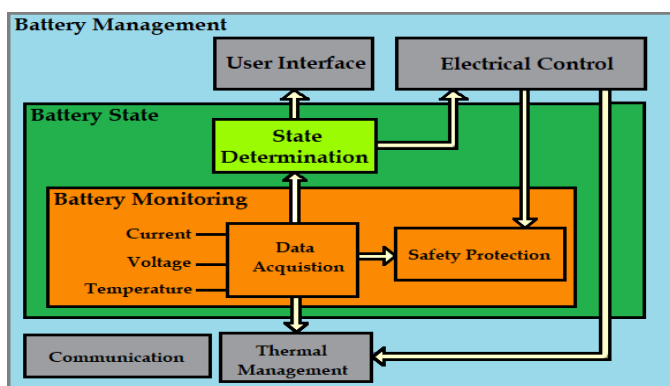 Battery Management
User Interface
Electrical Control
Battery State
State
Determination
Battery Monitoring
Current
Voltage
Temperature
Data
Acquistion
Safety Protection
Communication
Thermal
Management